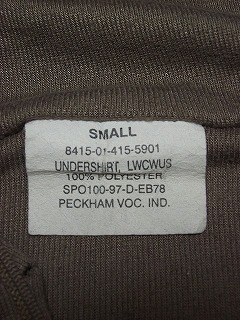 SMALL
8415-01-415-5901
UNDERSHIRT, LWCWUS
100% POLYESTER
SPO100-97-D-EB78
PECKHAM VOC. IND.